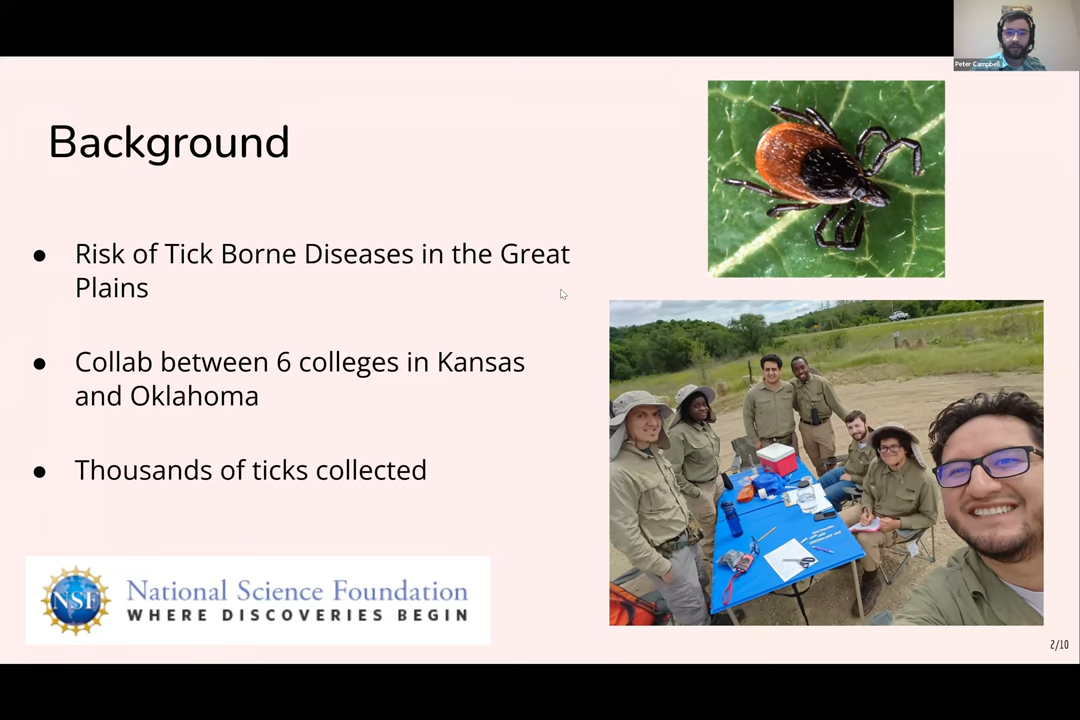 Peter Campbell
Background
Risk of Tick Borne Diseases in the Great
Plains
Collab between 6 colleges in Kansas
and Oklahoma
Thousands of ticks collected
NSF
National Science Foundation
WHERE DISCOVERIES BEGIN
2/10